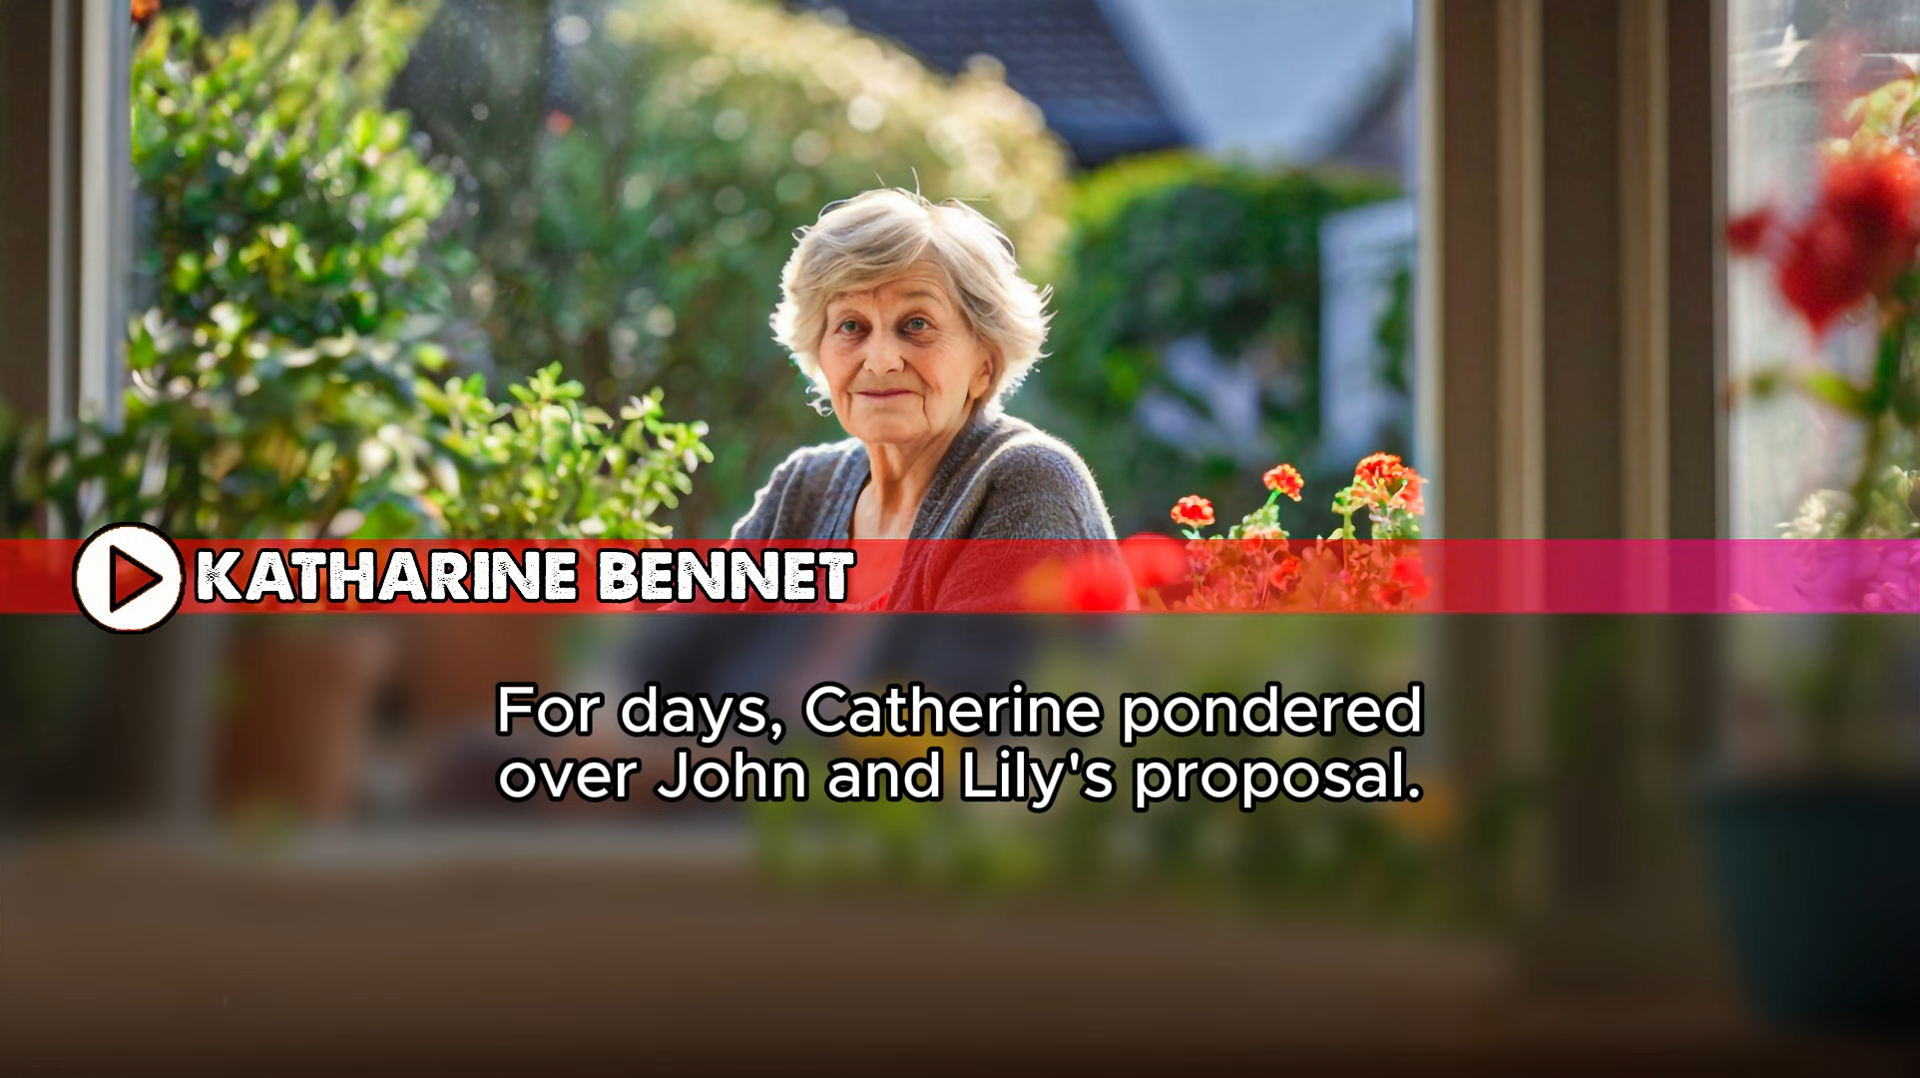 KATHARINE BENNET
For days, Catherine pondered
over John and Lily's proposal.